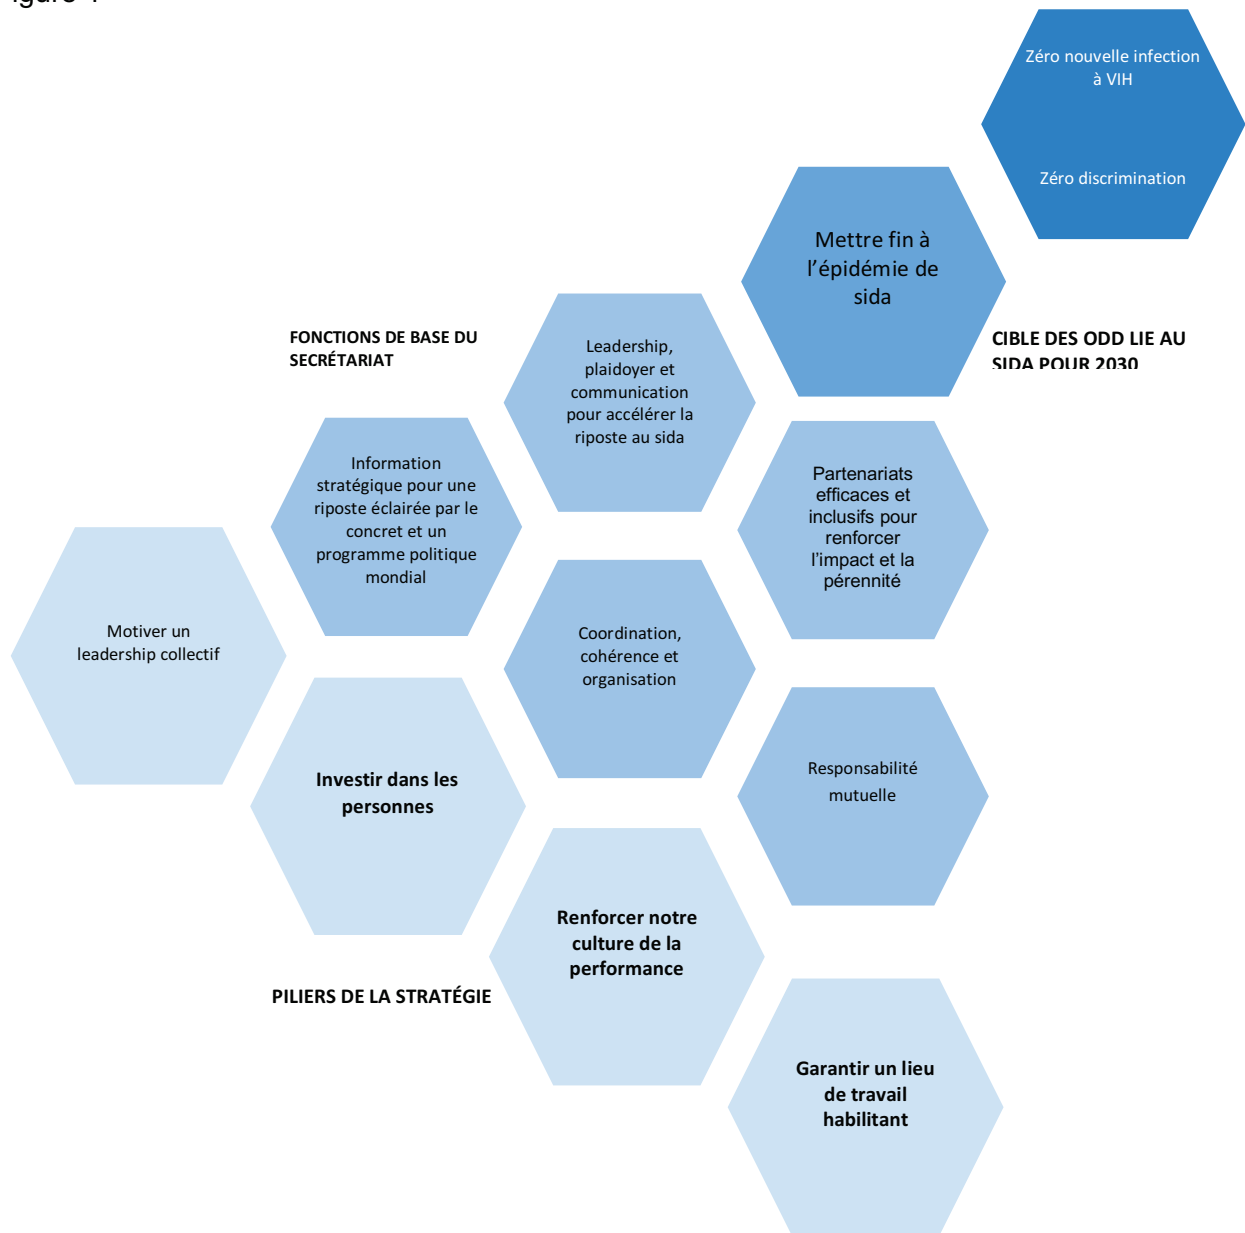 Zéro nouvelle infection
à VIH
Zéro discrimination
Mettre fin à
l’épidémie de
sida
CIBLE DES ODD LIE AU
SIDA POUR 2030
FONCTIONS DE BASE DU
SECRÉTARIAT
Leadership,
plaidoyer et
communication
pour accélérer la
riposte au sida
Information
stratégique pour une
riposte éclairée par le
concret et un
programme politique
mondial
Partenariats
efficaces et
inclusifs pour
renforcer
l’impact et la
pérennité
Coordination,
cohérence et
organisation
Responsabilité
mutuelle
Motiver un
leadership collectif
Investir dans les
personnes
Renforcer notre
culture de la
performance
PILIERS DE LA STRATÉGIE
Garantir un lieu
de travail
habilitant